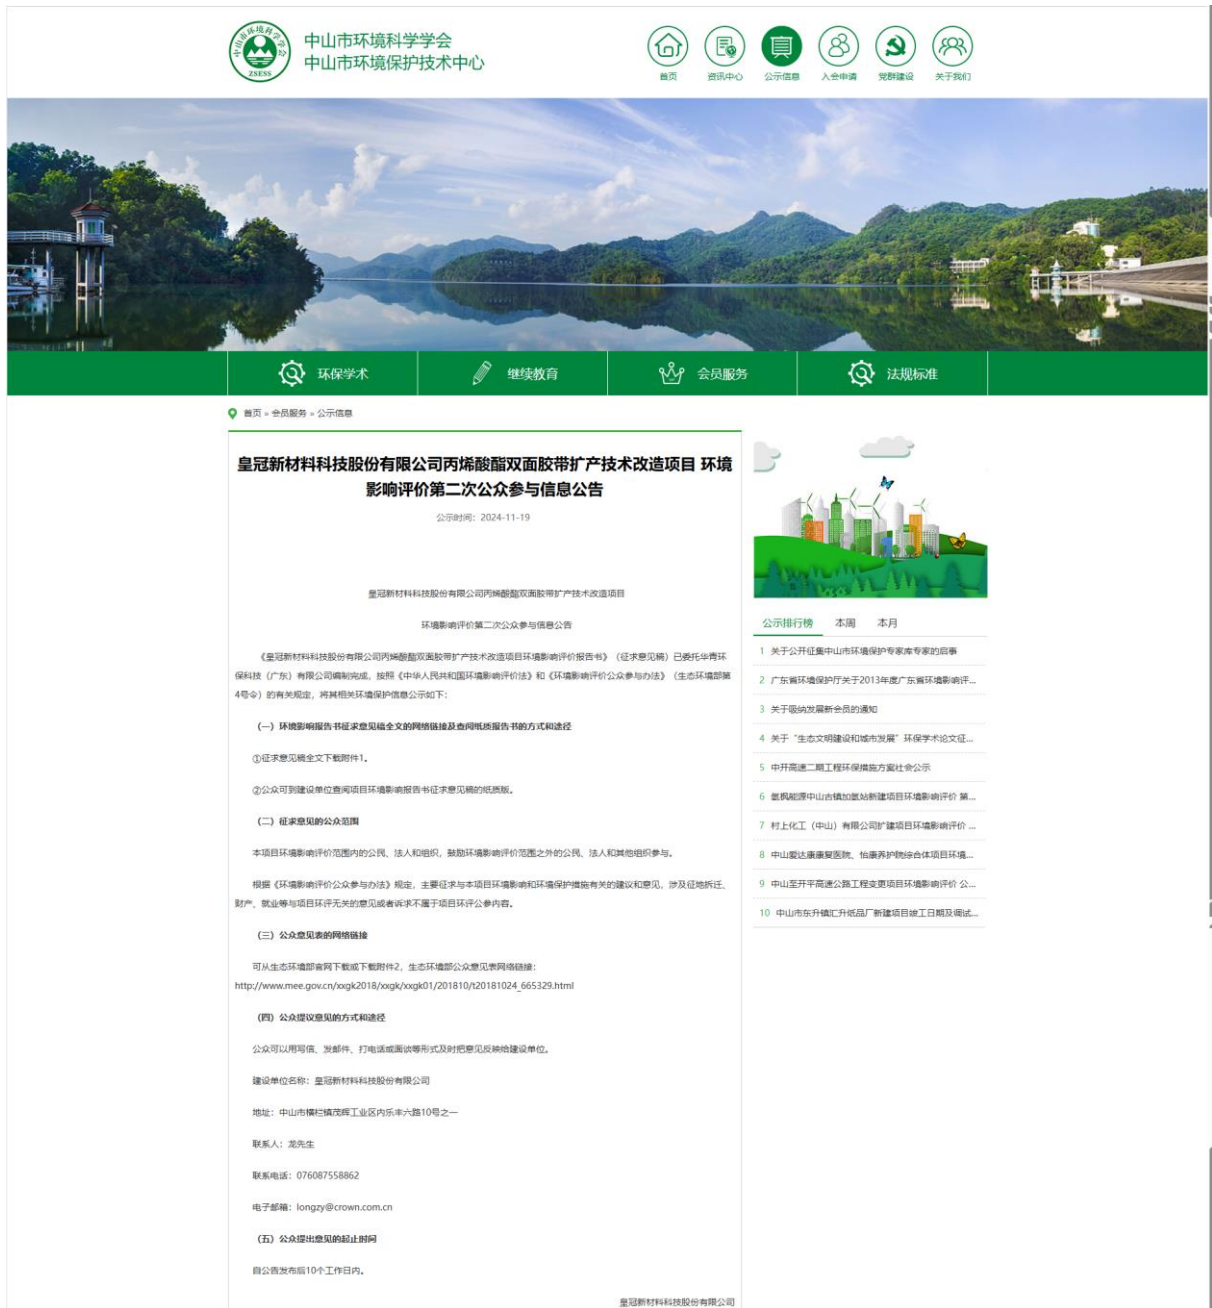 中山市环境科学学会
中山市环境保护技术中心
ZSESS
首页
资讯中心
公示信息
入会申请
党群建设
关于我们
环保学术
继续教育
会员服务
法规标准
首页 » 会员服务 » 公示信息
皇冠新材料科技股份有限公司丙烯酸酯双面胶带扩产技术改造项目 环境
影响评价第二次公众参与信息公告
公示时间：2024-11-19
皇冠新材料科技股份有限公司丙烯酸酯双面胶带扩产技术改造项目
环境影响评价第二次公众参与信息公告
《皇冠新材料科技股份有限公司丙烯酸酯双面胶带扩产技术改造项目环境影响评价报告书》（征求意见稿）已委托华菁环
保科技（广东）有限公司编制完成，按照《中华人民共和国环境影响评价法》和《环境影响评价公众参与办法》（生态环境部第
4号令）的有关规定，将其相关环境保护信息公示如下：
（一）环境影响报告书征求意见稿全文的网络链接及查阅纸质报告书的方式和途径
①征求意见稿全文下载附件1。
②公众可到建设单位查阅项目环境影响报告书征求意见稿的纸质版。
（二）征求意见的公众范围
本项目环境影响评价范围内的公民、法人和组织，鼓励环境影响评价范围之外的公民、法人和其他组织参与。
根据《环境影响评价公众参与办法》规定，主要征求与本项目环境影响和环境保护措施有关的建议和意见，涉及征地拆迁、
财产、就业等与项目环评无关的意见或者诉求不属于项目环评公参内容。
（三）公众意见表的网络链接
可从生态环境部官网下载或下载附件2，生态环境部公众意见表网络链接：
http://www.mee.gov.cn/xxgk2018/xxgk/xxgk01/201810/t20181024_665329.html
（四）公众提议意见的方式和途径
公众可以用写信、发邮件、打电话或面谈等形式及时把意见反映给建设单位。
建设单位名称：皇冠新材料科技股份有限公司
地址：中山市横栏镇茂辉工业区内乐丰六路10号之一
联系人：龙先生
联系电话：076087558862
电子邮箱：longzy@crown.com.cn
（五）公众提出意见的起止时间
自公告发布后10个工作日内。
皇冠新材料科技股份有限公司
公示排行榜 本周 本月
1 关于公开征集中山市环境保护专家库专家的启事
2 广东省环境保护厅关于2013年度广东省环境影响评...
3 关于吸纳发展新会员的通知
4 关于“生态文明建设和城市发展”环保学术论文征...
5 中开高速二期工程环保措施方案社会公示
6 氢枫能源中山古镇加氢站新建项目环境影响评价 第...
7 村上化工（中山）有限公司扩建项目环境影响评价 ...
8 中山爱达康康复医院、怡康养护院综合体项目环境...
9 中山至开平高速公路工程变更项目环境影响评价 公...
10 中山市东升镇汇升纸品厂新建项目竣工日期及调试...